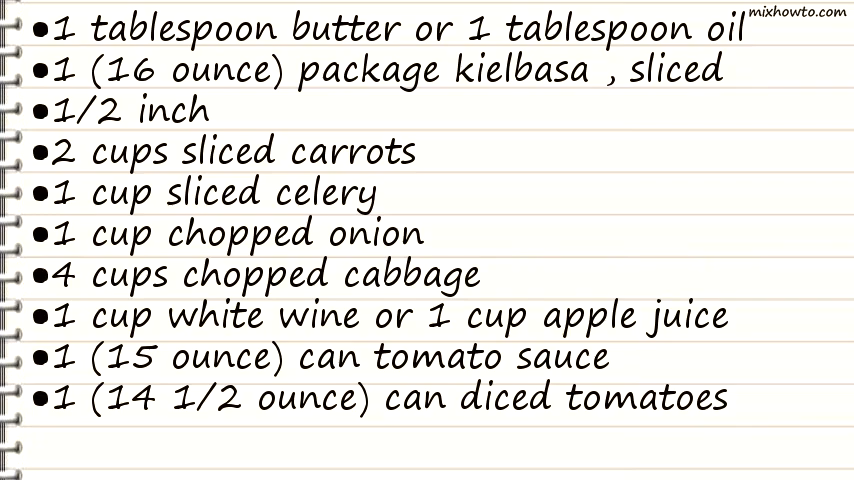 mixhowto.com
•1 tablespoon butter or 1 tablespoon oil
•1 (16 ounce) package kielbasa , sliced
•1/2 inch
•2 cups sliced carrots
•1 cup sliced celery
•1 cup chopped onion
•4 cups chopped cabbage
•1 cup white wine or 1 cup apple juice
•1 (15 ounce) can tomato sauce
•1 (14 1/2 ounce) can diced tomatoes